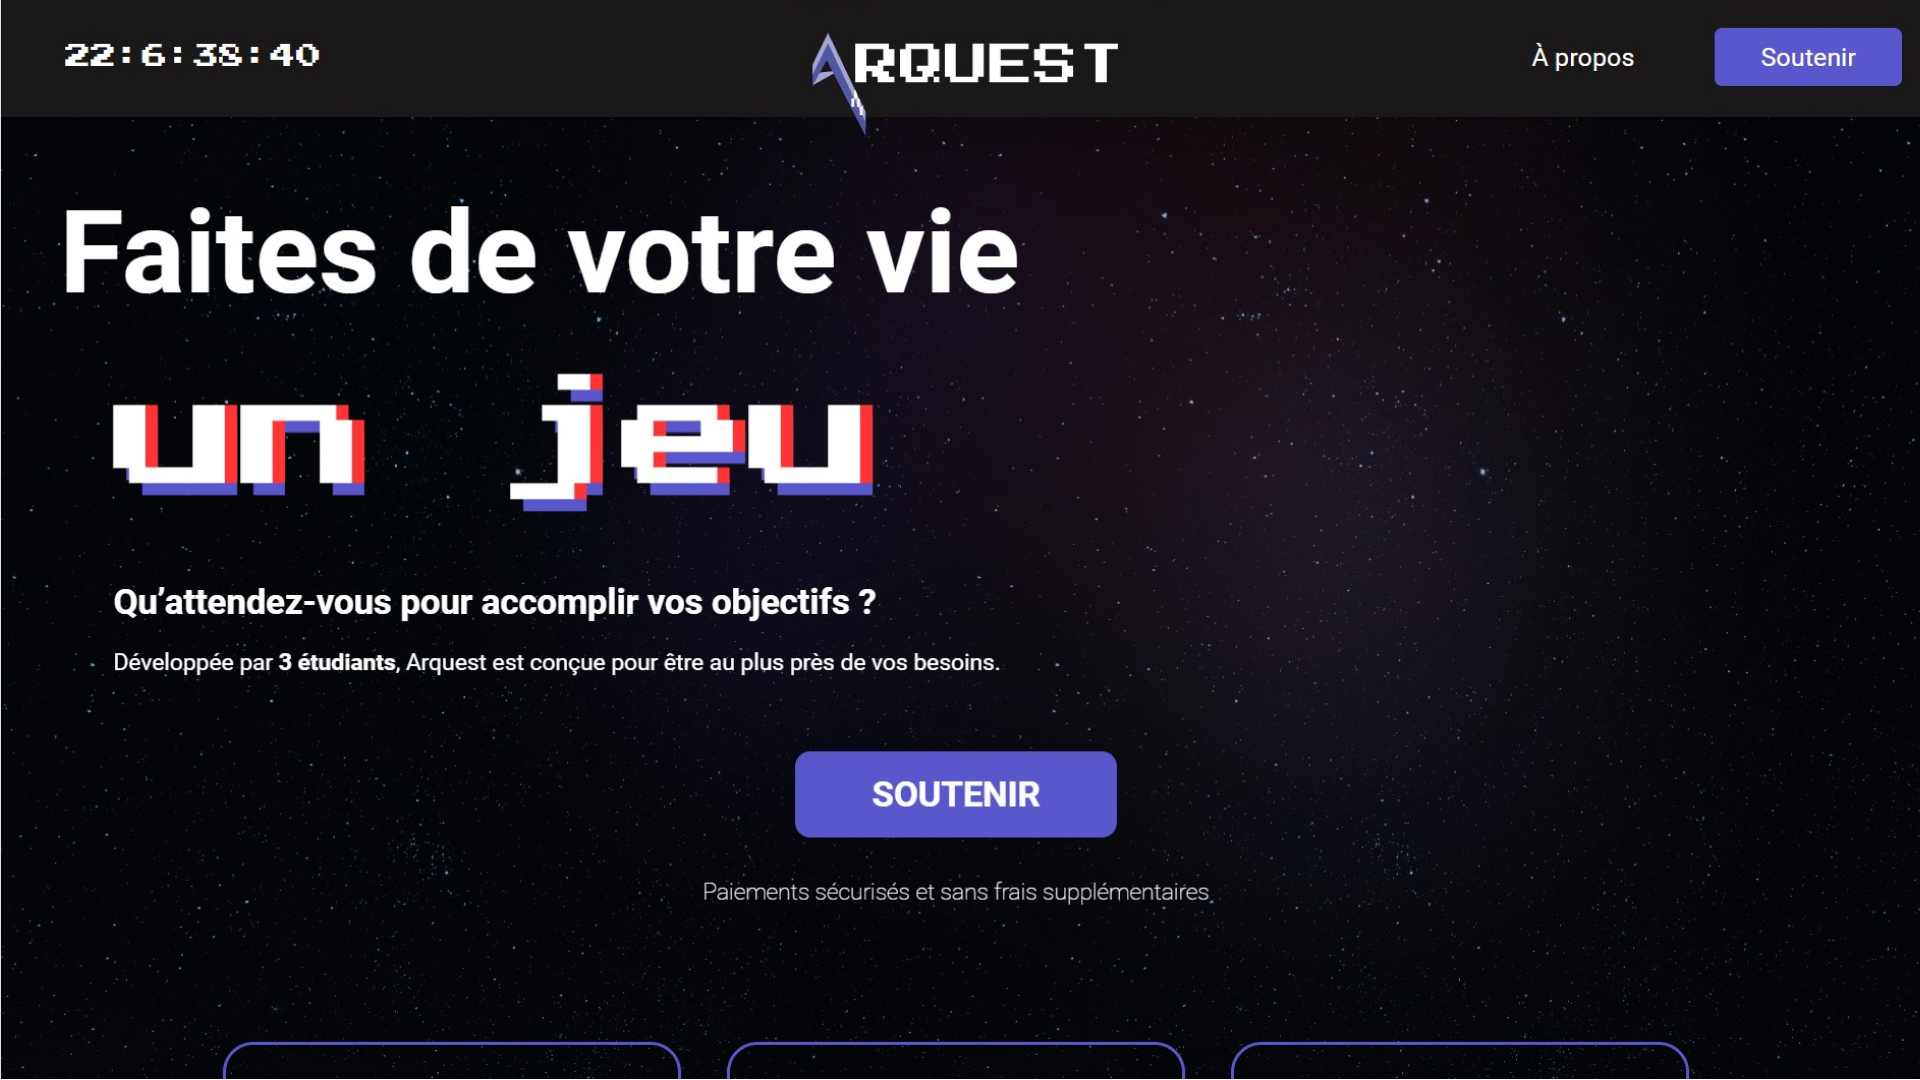 22:6:38:40
ARQUEST
À propos
Soutenir
Faites de votre vie
un jeu
Qu’attendez-vous pour accomplir vos objectifs ?
Développée par 3 étudiants, Arquest est conçue pour être au plus près de vos besoins.
SOUTENIR
Paiements sécurisés et sans frais supplémentaires